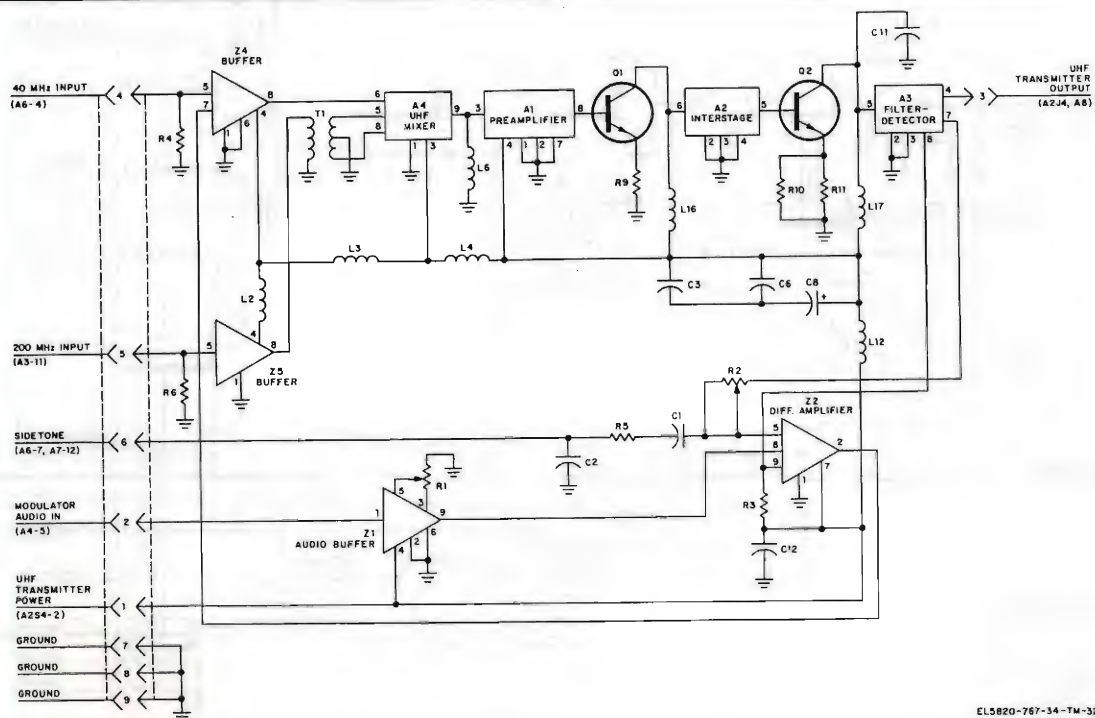 40 MHz INPUT
(A6-4)
4
R4
Z4
BUFFER
5
7
8
1
6
4
T1
6
5
8
A4
UHF
MIXER
9
1
3
L6
3
A1
PREAMPLIFIER
8
4
1
2
7
Q1
R9
L16
6
A2
INTERSTAGE
5
2
3
4
Q2
R10
R11
C11
5
A3
FILTER-
DETECTOR
4
7
2
3
8
3
UHF
TRANSMITTER
OUTPUT
(A2J4, A8)
L17
L3
L4
L2
C3
C6
C8
+
L12
200 MHz INPUT
(A3-11)
5
R6
5
4
8
1
Z5
BUFFER
SIDETONE
(A6-7, A7-12)
6
C2
R5
C1
R2
Z2
DIFF. AMPLIFIER
5
8
9
2
1
7
R3
C12
MODULATOR
AUDIO IN
(A4-5)
2
1
5
R1
3
9
6
2
4
Z1
AUDIO BUFFER
UHF
TRANSMITTER
POWER
(A2S4-2)
1
GROUND
7
GROUND
8
GROUND
9